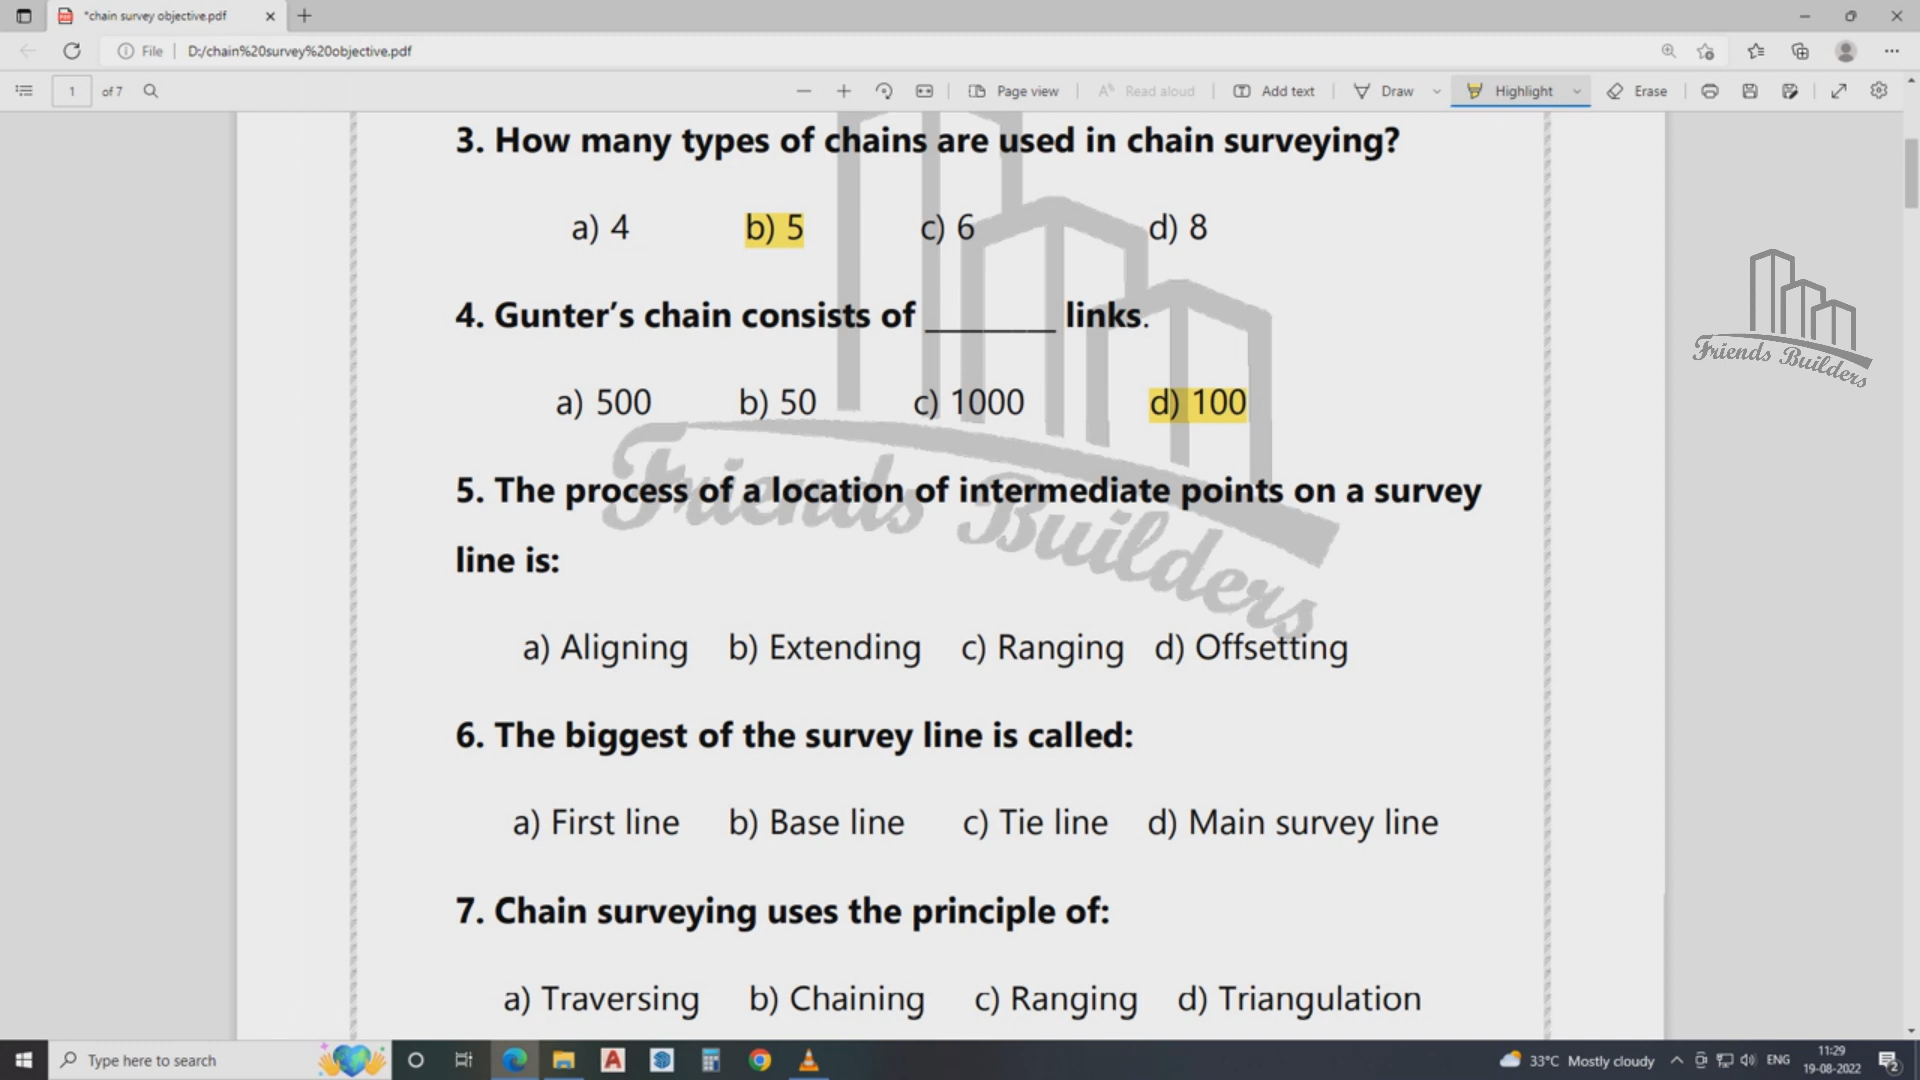 *chain survey objective.pdf
File | D:/chain%20survey%20objective.pdf
1 of 7 Page view Read aloud Add text Draw Highlight Erase
3. How many types of chains are used in chain surveying?
a) 4 b) 5 c) 6 d) 8
4. Gunter’s chain consists of ________ links.
a) 500 b) 50 c) 1000 d) 100
5. The process of a location of intermediate points on a survey
line is:
a) Aligning b) Extending c) Ranging d) Offsetting
6. The biggest of the survey line is called:
a) First line b) Base line c) Tie line d) Main survey line
7. Chain surveying uses the principle of:
a) Traversing b) Chaining c) Ranging d) Triangulation
Friends Builders
Friends Builders
Type here to search
33°C Mostly cloudy ENG
11:29
19-08-2022
2